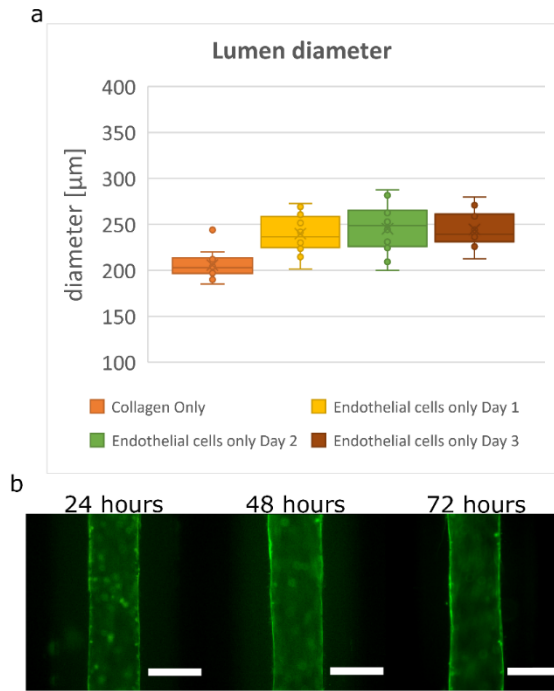 a
Lumen diameter
400
350
300
250
200
150
100
diameter [µm]
Collagen Only
Endothelial cells only Day 1
Endothelial cells only Day 2
Endothelial cells only Day 3
b
24 hours
48 hours
72 hours